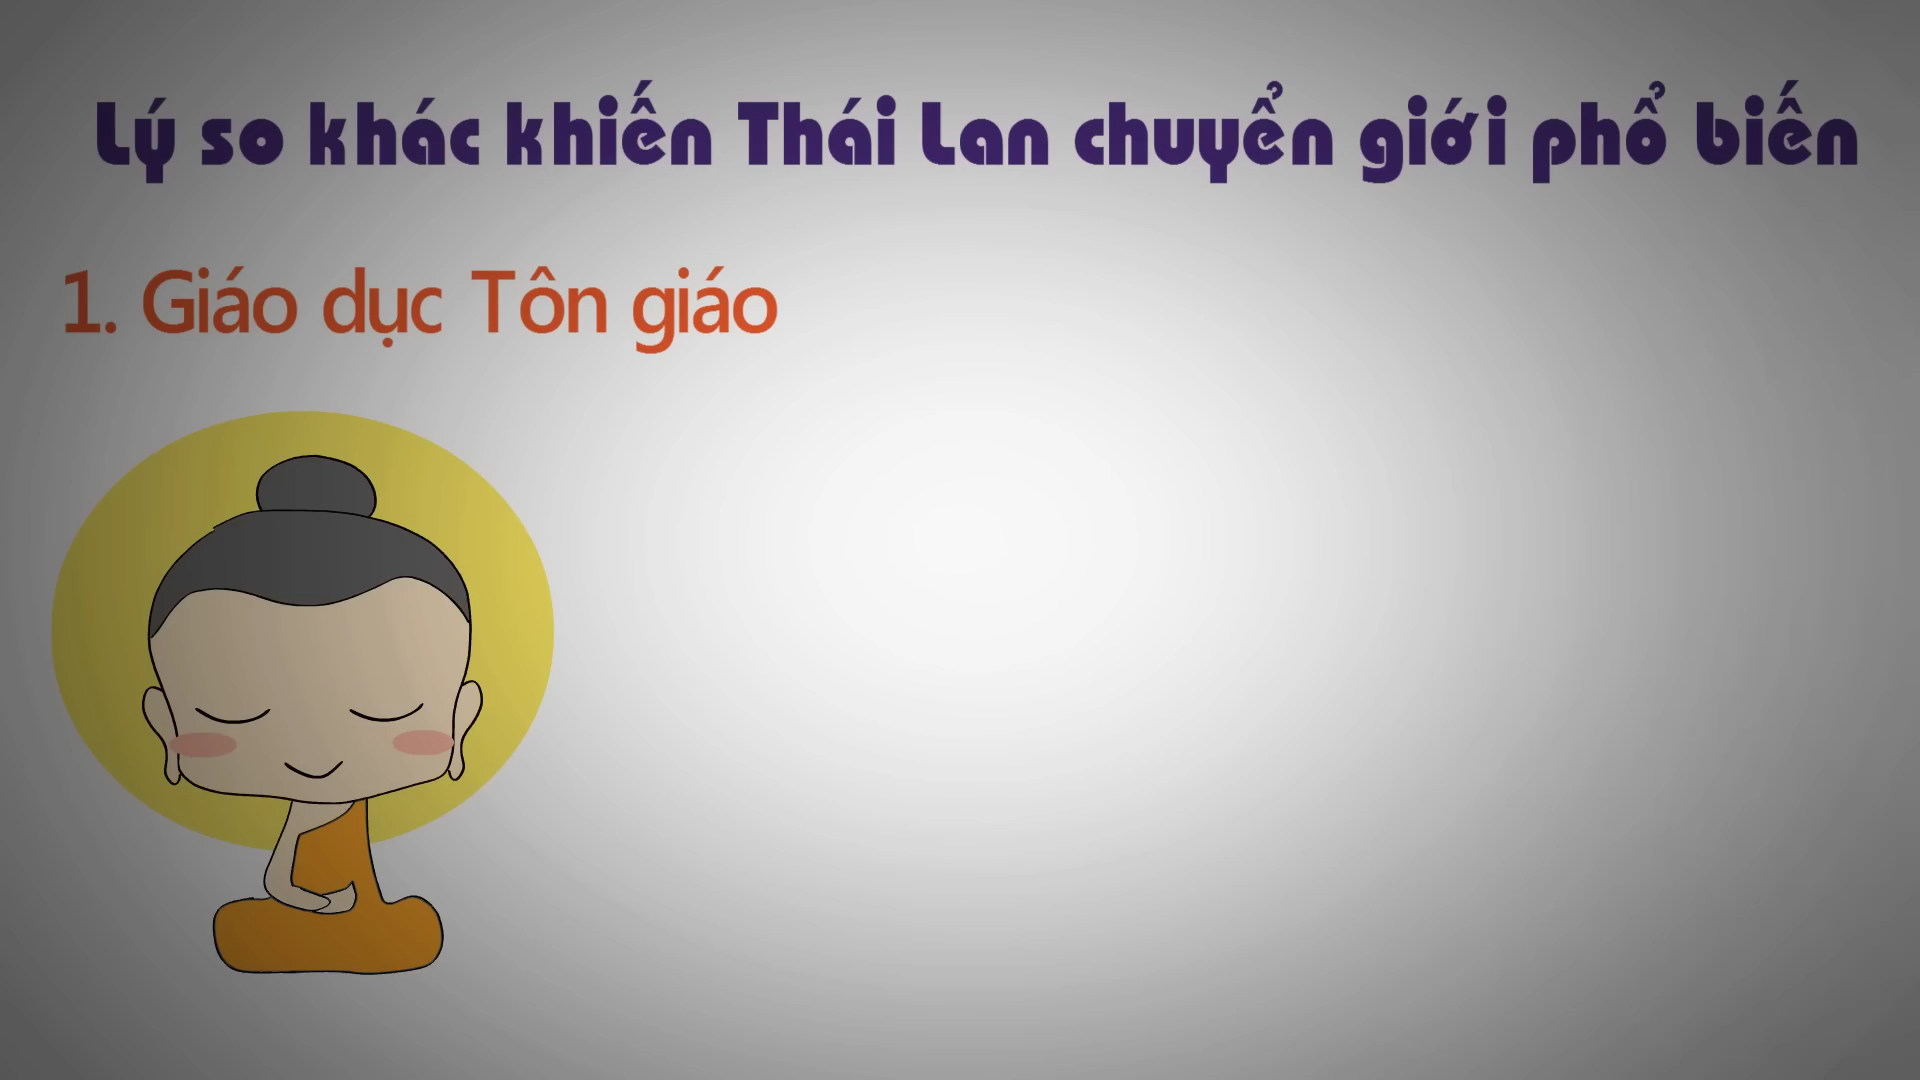 Lý so khác khiến Thái Lan chuyển giới phổ biến
1. Giáo dục Tôn giáo